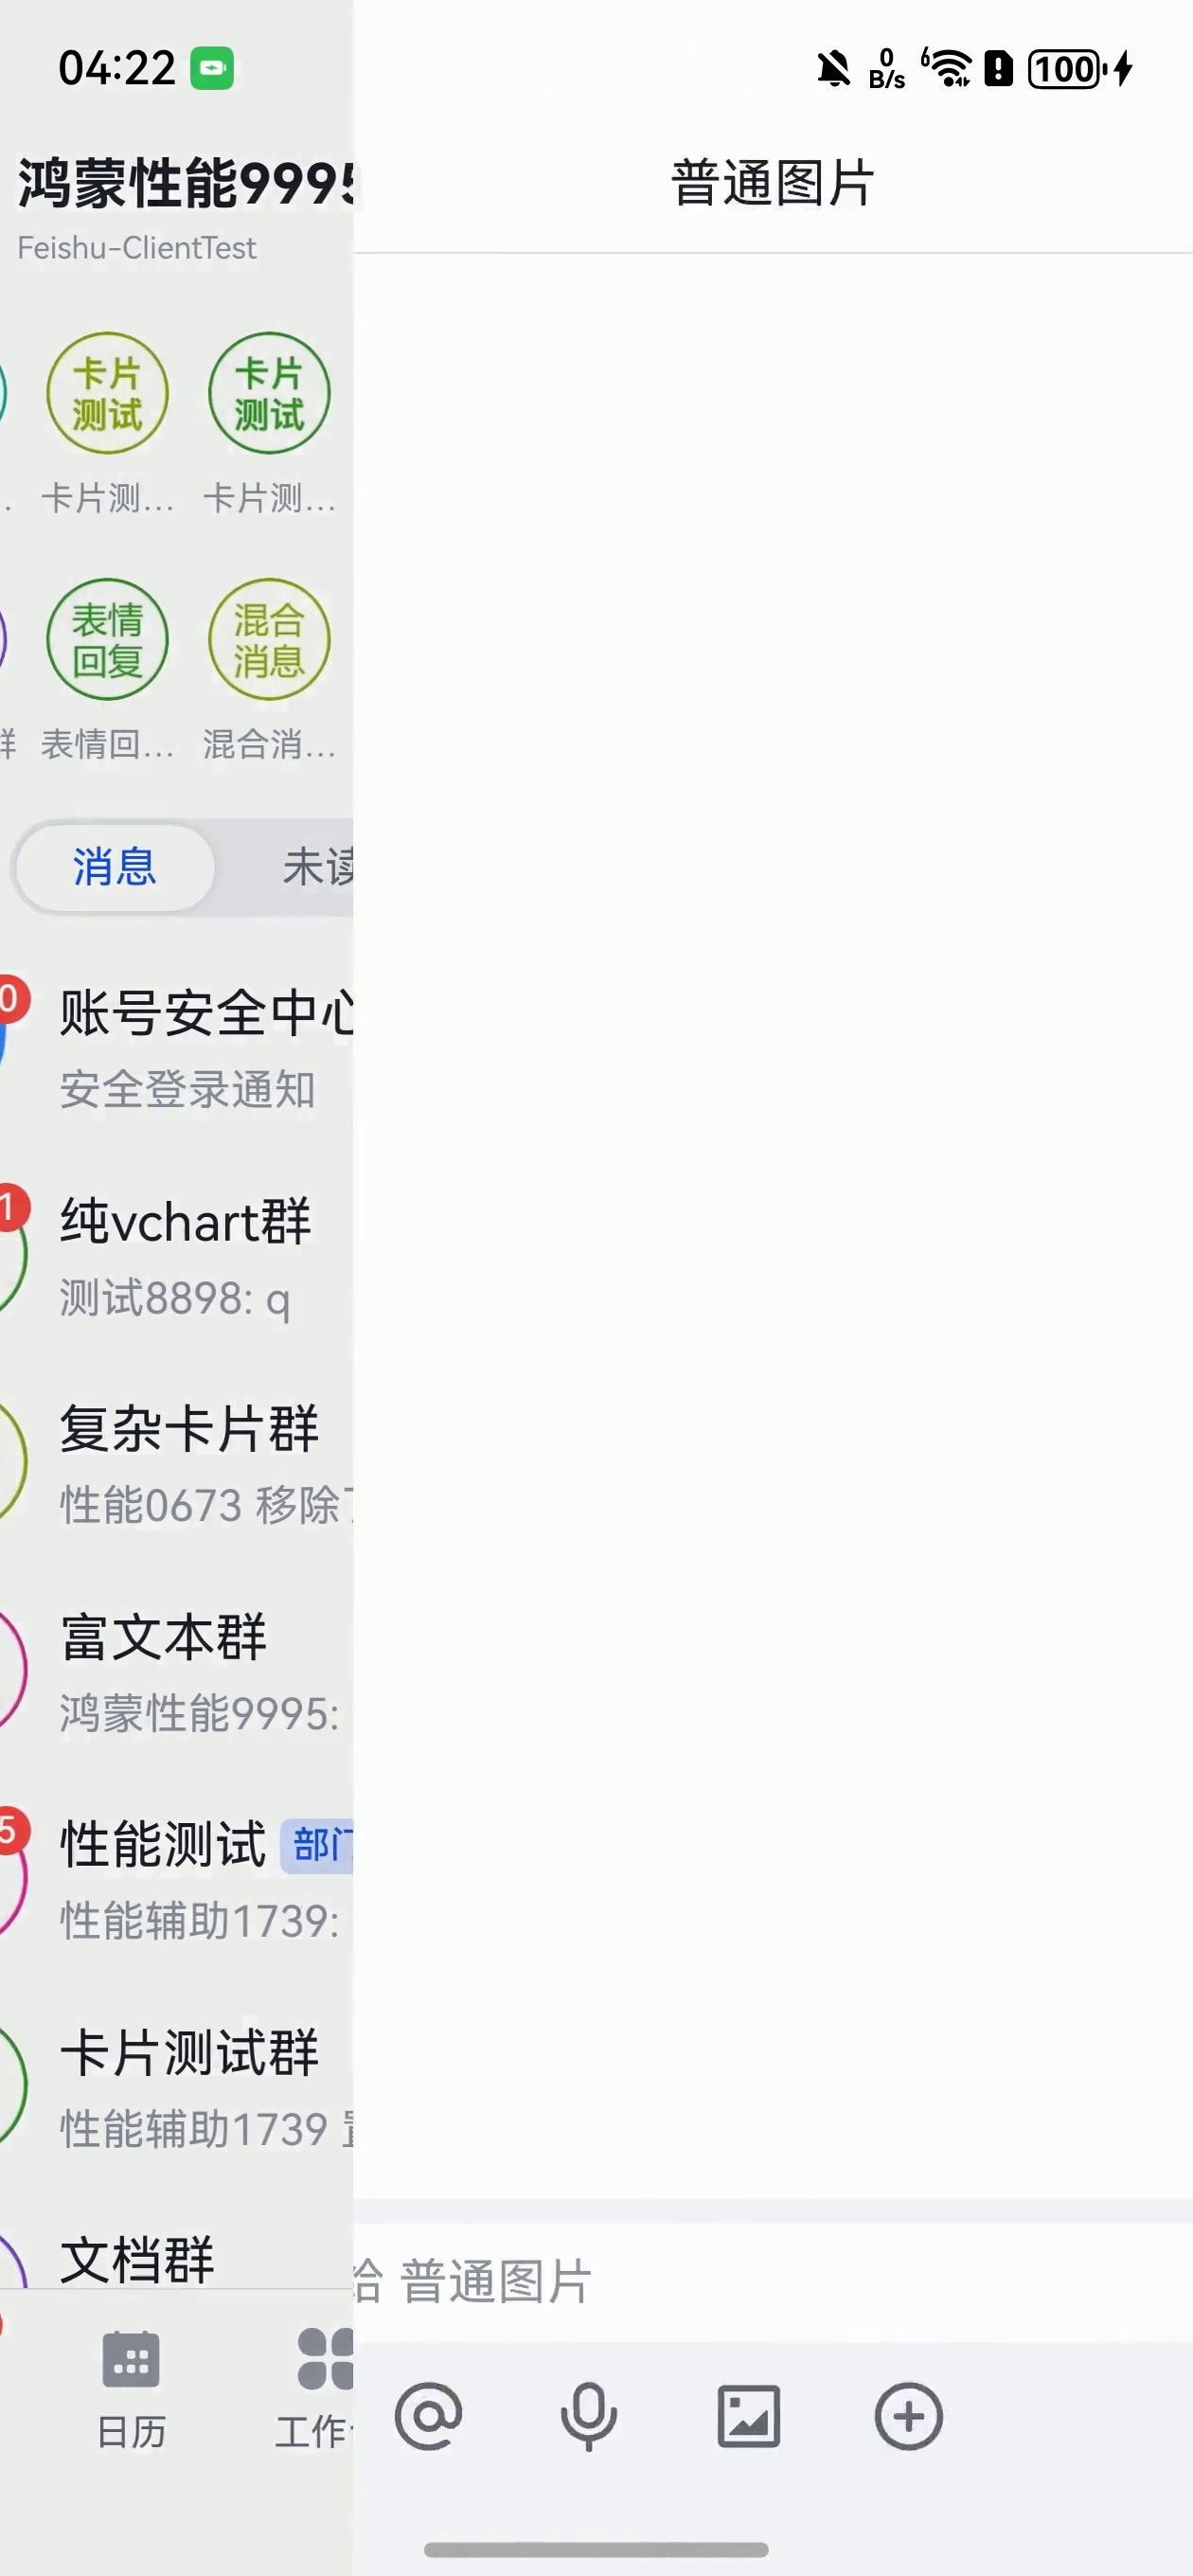 04:22
0
B/s
6
100
鸿蒙性能9995
Feishu-ClientTest
普通图片
卡片
测试
卡片
测试
卡片测...
卡片测...
表情
回复
混合
消息
群
表情回...
混合消...
消息
未读
0
账号安全中心
安全登录通知
1
纯vchart群
测试8898: q
复杂卡片群
性能0673 移除
富文本群
鸿蒙性能9995:
5
性能测试
部门
性能辅助1739:
卡片测试群
性能辅助1739
文档群
给 普通图片
日历
工作